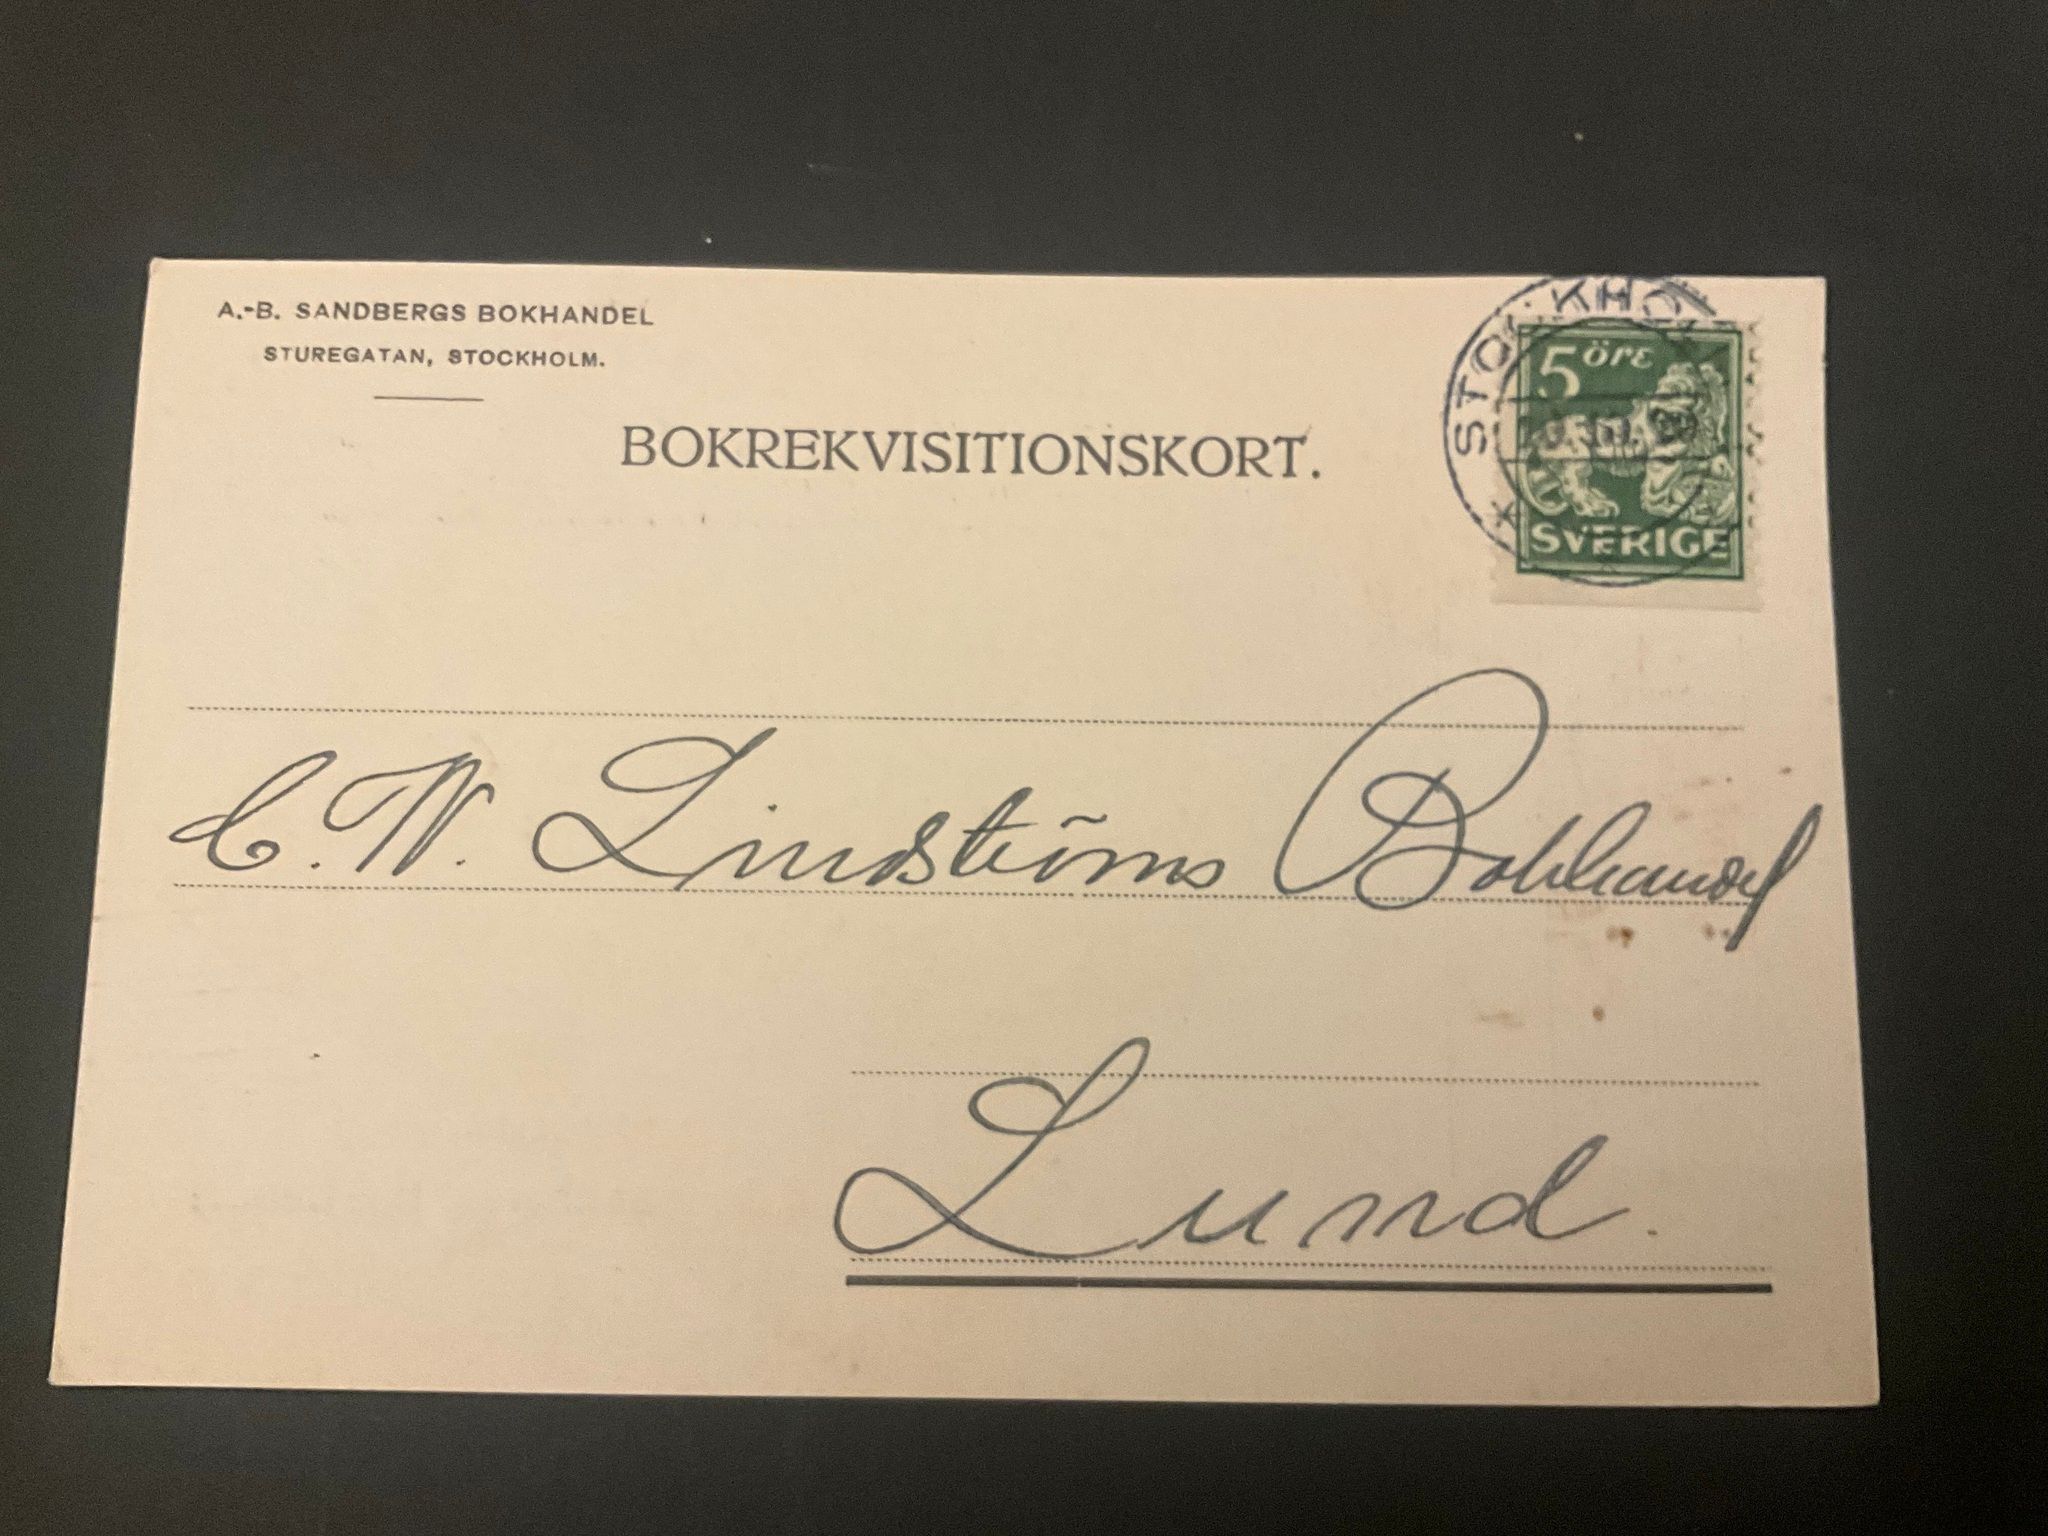 A.-B. SANDBERGS BOKHANDEL
STUREGATAN, STOCKHOLM.
BOKREKVISITIONSKORT.
STOCKHOLM
5 öre
SVERIGE
C. W. Lindströms Bokhandel
Lund.